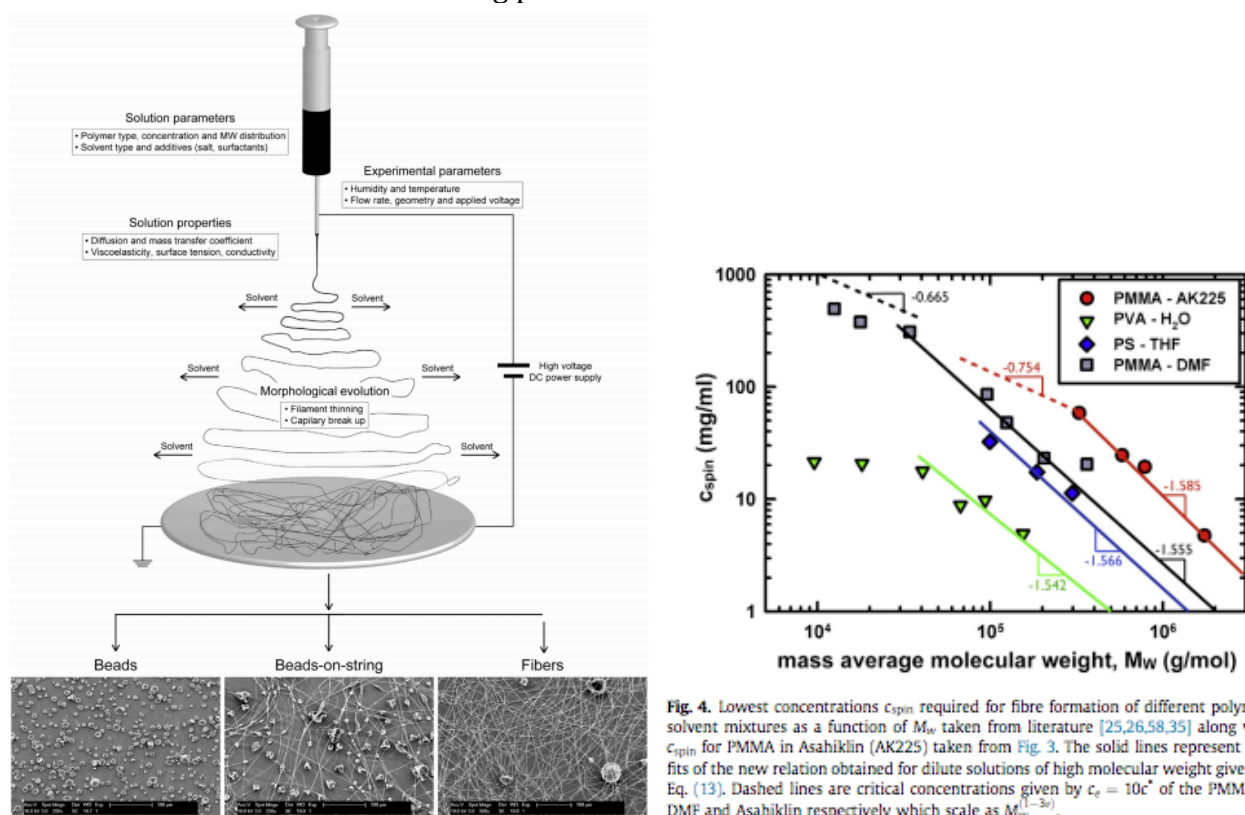 Solution parameters
• Polymer type, concentration and MW distribution
• Solvent type and additives (salt, surfactants)
Experimental parameters
• Humidity and temperature
• Flow rate, geometry and applied voltage
Solution properties
• Diffusion and mass transfer coefficient
• Viscoelasticity, surface tension, conductivity
Solvent Solvent
Solvent Solvent
High voltage
DC power supply
Morphological evolution
• Filament thinning
• Capilary break up
Solvent Solvent
Beads Beads-on-string Fibers
1000
100
10
1
cspin (mg/ml)
-0.665
-0.754
-1.585
-1.555
-1.566
-1.542
PMMA - AK225
PVA - H₂O
PS - THF
PMMA - DMF
10⁴ 10⁵ 10⁶
mass average molecular weight, Mw (g/mol)
Fig. 4. Lowest concentrations cspin required for fibre formation of different poly
solvent mixtures as a function of Mw taken from literature [25,26,58,35] along
cspin for PMMA in Asahiklin (AK225) taken from Fig. 3. The solid lines represent
fits of the new relation obtained for dilute solutions of high molecular weight give
Eq. (13). Dashed lines are critical concentrations given by ce = 10c* of the PMM
DMF and Asahiklin respectively which scale as